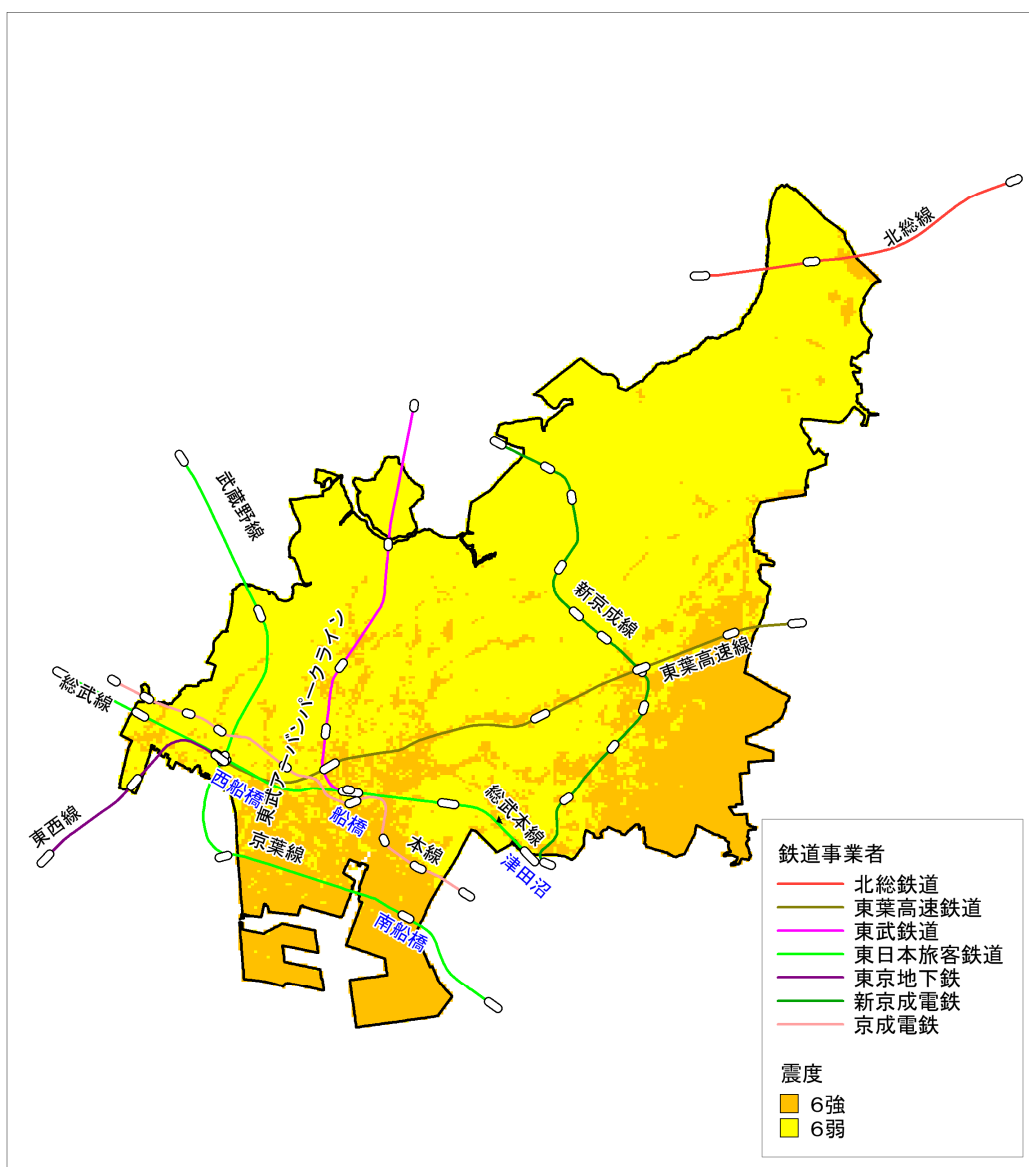 北総線
武蔵野線
新京成線
東武アーバンパークライン
東葉高速線
総武線
西船橋
船橋
総武本線
東西線
京葉線
本線
津田沼
南船橋
鉄道事業者
北総鉄道
東葉高速鉄道
東武鉄道
東日本旅客鉄道
東京地下鉄
新京成電鉄
京成電鉄
震度
６強
６弱